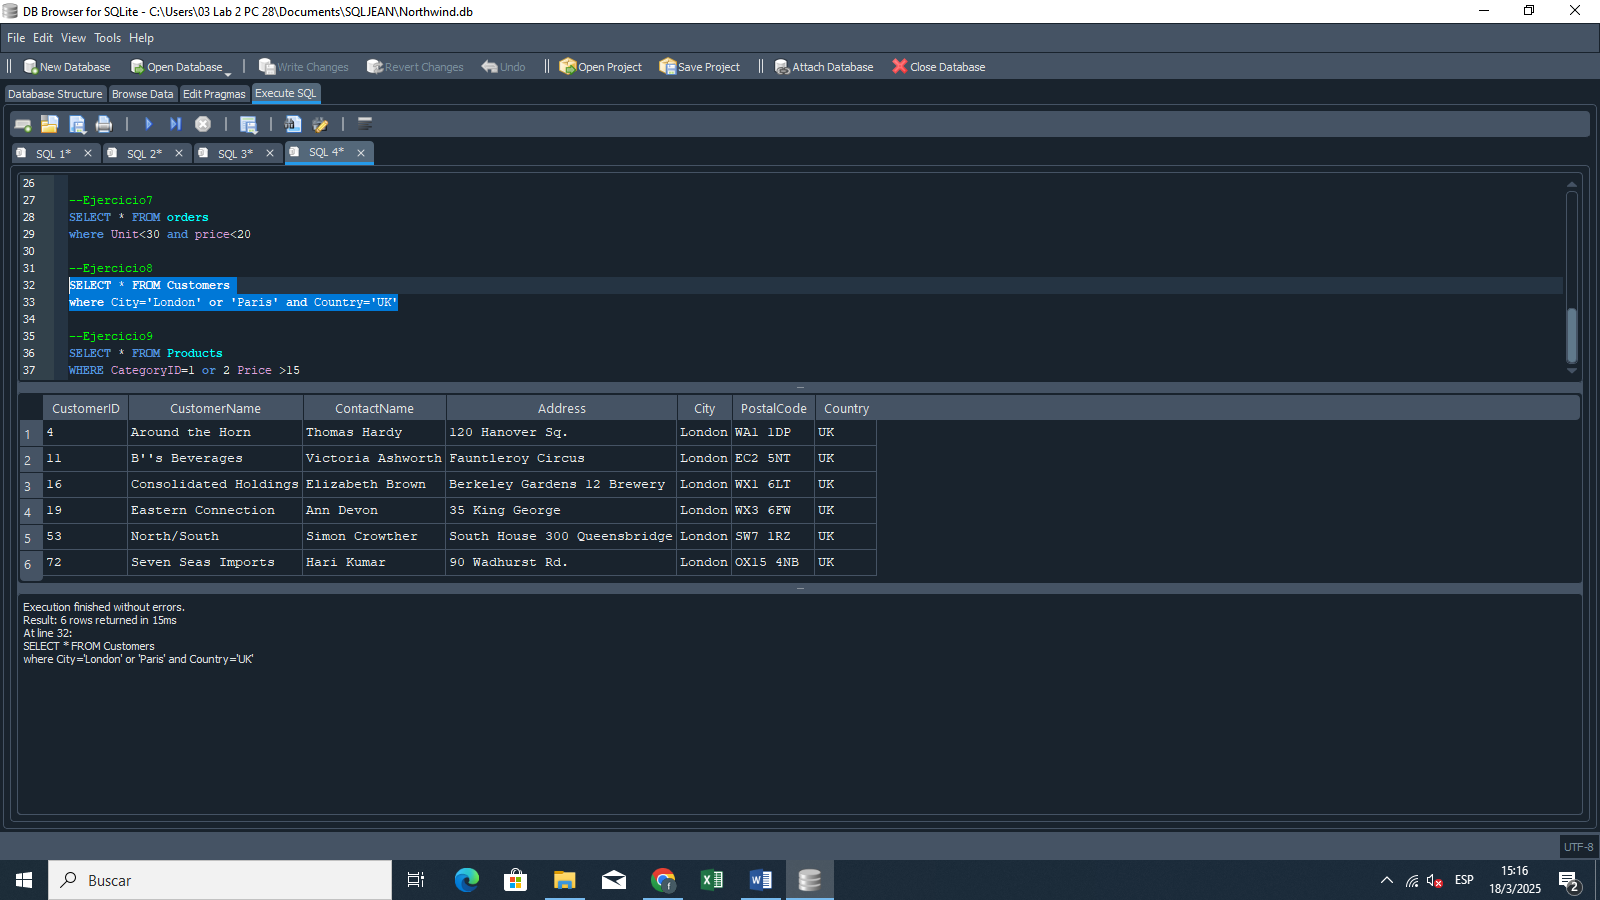 DB Browser for SQLite - C:\Users\03 Lab 2 PC 28\Documents\SQLJEAN\Northwind.db
File Edit View Tools Help
New Database Open Database Write Changes Revert Changes Undo Open Project Save Project Attach Database Close Database
Database Structure Browse Data Edit Pragmas Execute SQL
SQL 1* SQL 2* SQL 3* SQL 4*
26
27 --Ejercicio7
28 SELECT * FROM orders
29 where Unit<30 and price<20
30
31 --Ejercicio8
32 SELECT * FROM Customers
33 where City='London' or 'Paris' and Country='UK'
34
35 --Ejercicio9
36 SELECT * FROM Products
37 WHERE CategoryID=1 or 2 Price >15
CustomerID CustomerName ContactName Address City PostalCode Country
1 4 Around the Horn Thomas Hardy 120 Hanover Sq. London WA1 1DP UK
2 11 B''s Beverages Victoria Ashworth Fauntleroy Circus London EC2 5NT UK
3 16 Consolidated Holdings Elizabeth Brown Berkeley Gardens 12 Brewery London WX1 6LT UK
4 19 Eastern Connection Ann Devon 35 King George London WX3 6FW UK
5 53 North/South Simon Crowther South House 300 Queensbridge London SW7 1RZ UK
6 72 Seven Seas Imports Hari Kumar 90 Wadhurst Rd. London OX15 4NB UK
Execution finished without errors.
Result: 6 rows returned in 15ms
At line 32:
SELECT * FROM Customers
where City='London' or 'Paris' and Country='UK'
UTF-8
Buscar
ESP
15:16
18/3/2025
2